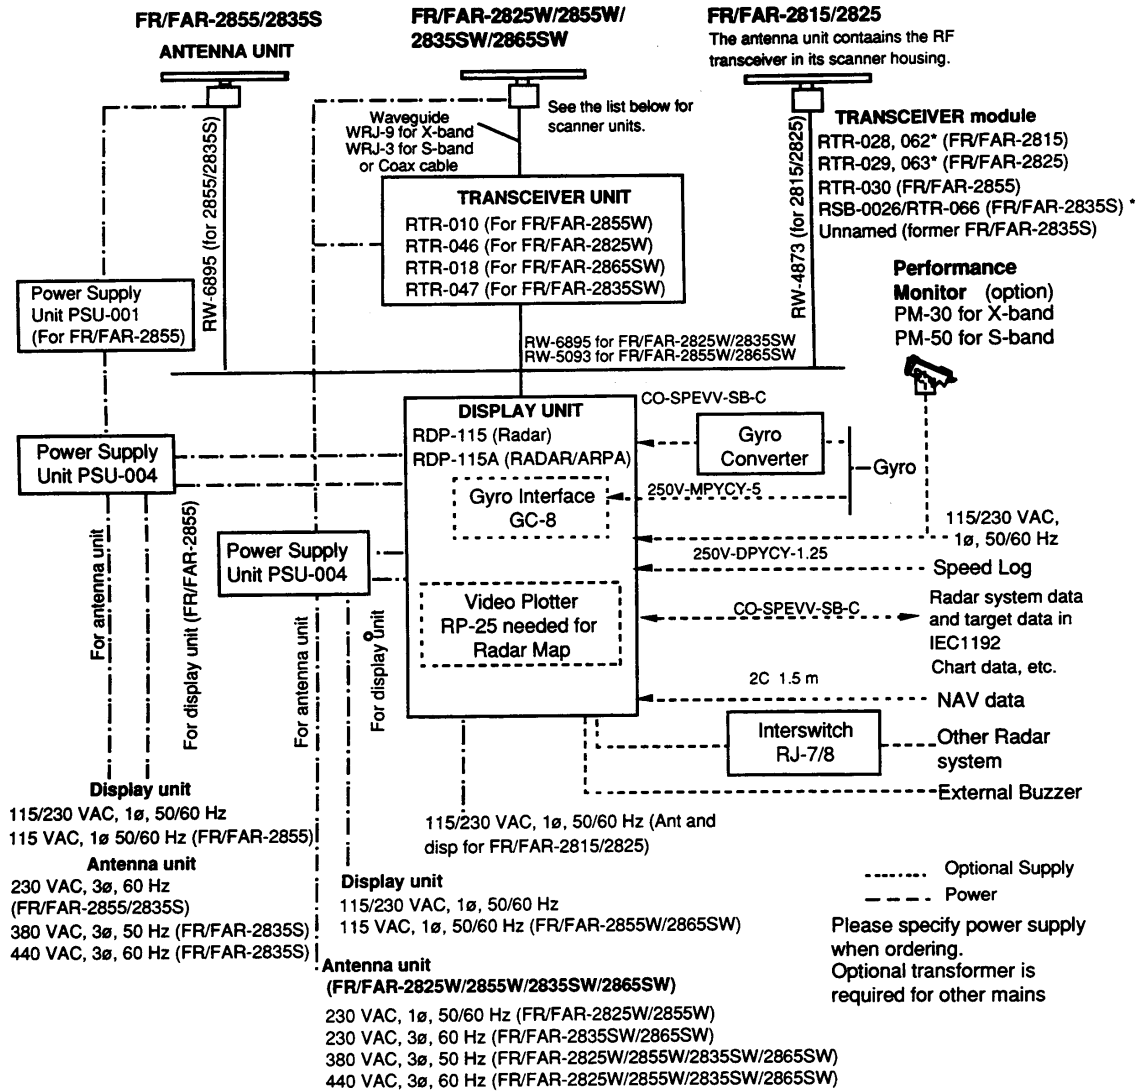 FR/FAR-2855/2835S
ANTENNA UNIT
FR/FAR-2825W/2855W/
2835SW/2865SW
FR/FAR-2815/2825
The antenna unit contaains the RF
transceiver in its scanner housing.
See the list below for
scanner units.
Waveguide
WRJ-9 for X-band
WRJ-3 for S-band
or Coax cable
TRANSCEIVER module
RTR-028, 062* (FR/FAR-2815)
RTR-029, 063* (FR/FAR-2825)
RTR-030 (FR/FAR-2855)
RSB-0026/RTR-066 (FR/FAR-2835S) *
Unnamed (former FR/FAR-2835S)
RW-6895 (for 2855/2835S)
TRANSCEIVER UNIT
RTR-010 (For FR/FAR-2855W)
RTR-046 (For FR/FAR-2825W)
RTR-018 (For FR/FAR-2865SW)
RTR-047 (For FR/FAR-2835SW)
RW-4873 (for 2815/2825)
Performance
Monitor (option)
PM-30 for X-band
PM-50 for S-band
Power Supply
Unit PSU-001
(For FR/FAR-2855)
RW-6895 for FR/FAR-2825W/2835SW
RW-5093 for FR/FAR-2855W/2865SW
DISPLAY UNIT
RDP-115 (Radar)
RDP-115A (RADAR/ARPA)
CO-SPEVV-SB-C
Gyro
Converter
Gyro
Power Supply
Unit PSU-004
Gyro Interface
GC-8
250V-MPYCY-5
115/230 VAC,
1ø, 50/60 Hz
250V-DPYCY-1.25
Speed Log
For antenna unit
For display unit (FR/FAR-2855)
Power Supply
Unit PSU-004
Video Plotter
RP-25 needed for
Radar Map
CO-SPEVV-SB-C
Radar system data
and target data in
IEC1192
Chart data, etc.
For antenna unit
For display unit
2C 1.5 m
NAV data
Interswitch
RJ-7/8
Other Radar
system
External Buzzer
Display unit
115/230 VAC, 1ø, 50/60 Hz
115 VAC, 1ø 50/60 Hz (FR/FAR-2855)
Antenna unit
230 VAC, 3ø, 60 Hz
(FR/FAR-2855/2835S)
380 VAC, 3ø, 50 Hz (FR/FAR-2835S)
440 VAC, 3ø, 60 Hz (FR/FAR-2835S)
115/230 VAC, 1ø, 50/60 Hz (Ant and
disp for FR/FAR-2815/2825)
Display unit
115/230 VAC, 1ø, 50/60 Hz
115 VAC, 1ø, 50/60 Hz (FR/FAR-2855W/2865SW)
Antenna unit
(FR/FAR-2825W/2855W/2835SW/2865SW)
230 VAC, 1ø, 50/60 Hz (FR/FAR-2825W/2855W)
230 VAC, 3ø, 60 Hz (FR/FAR-2835SW/2865SW)
380 VAC, 3ø, 50 Hz (FR/FAR-2825W/2855W/2835SW/2865SW)
440 VAC, 3ø, 60 Hz (FR/FAR-2825W/2855W/2835SW/2865SW)
Optional Supply
Power
Please specify power supply
when ordering.
Optional transformer is
required for other mains